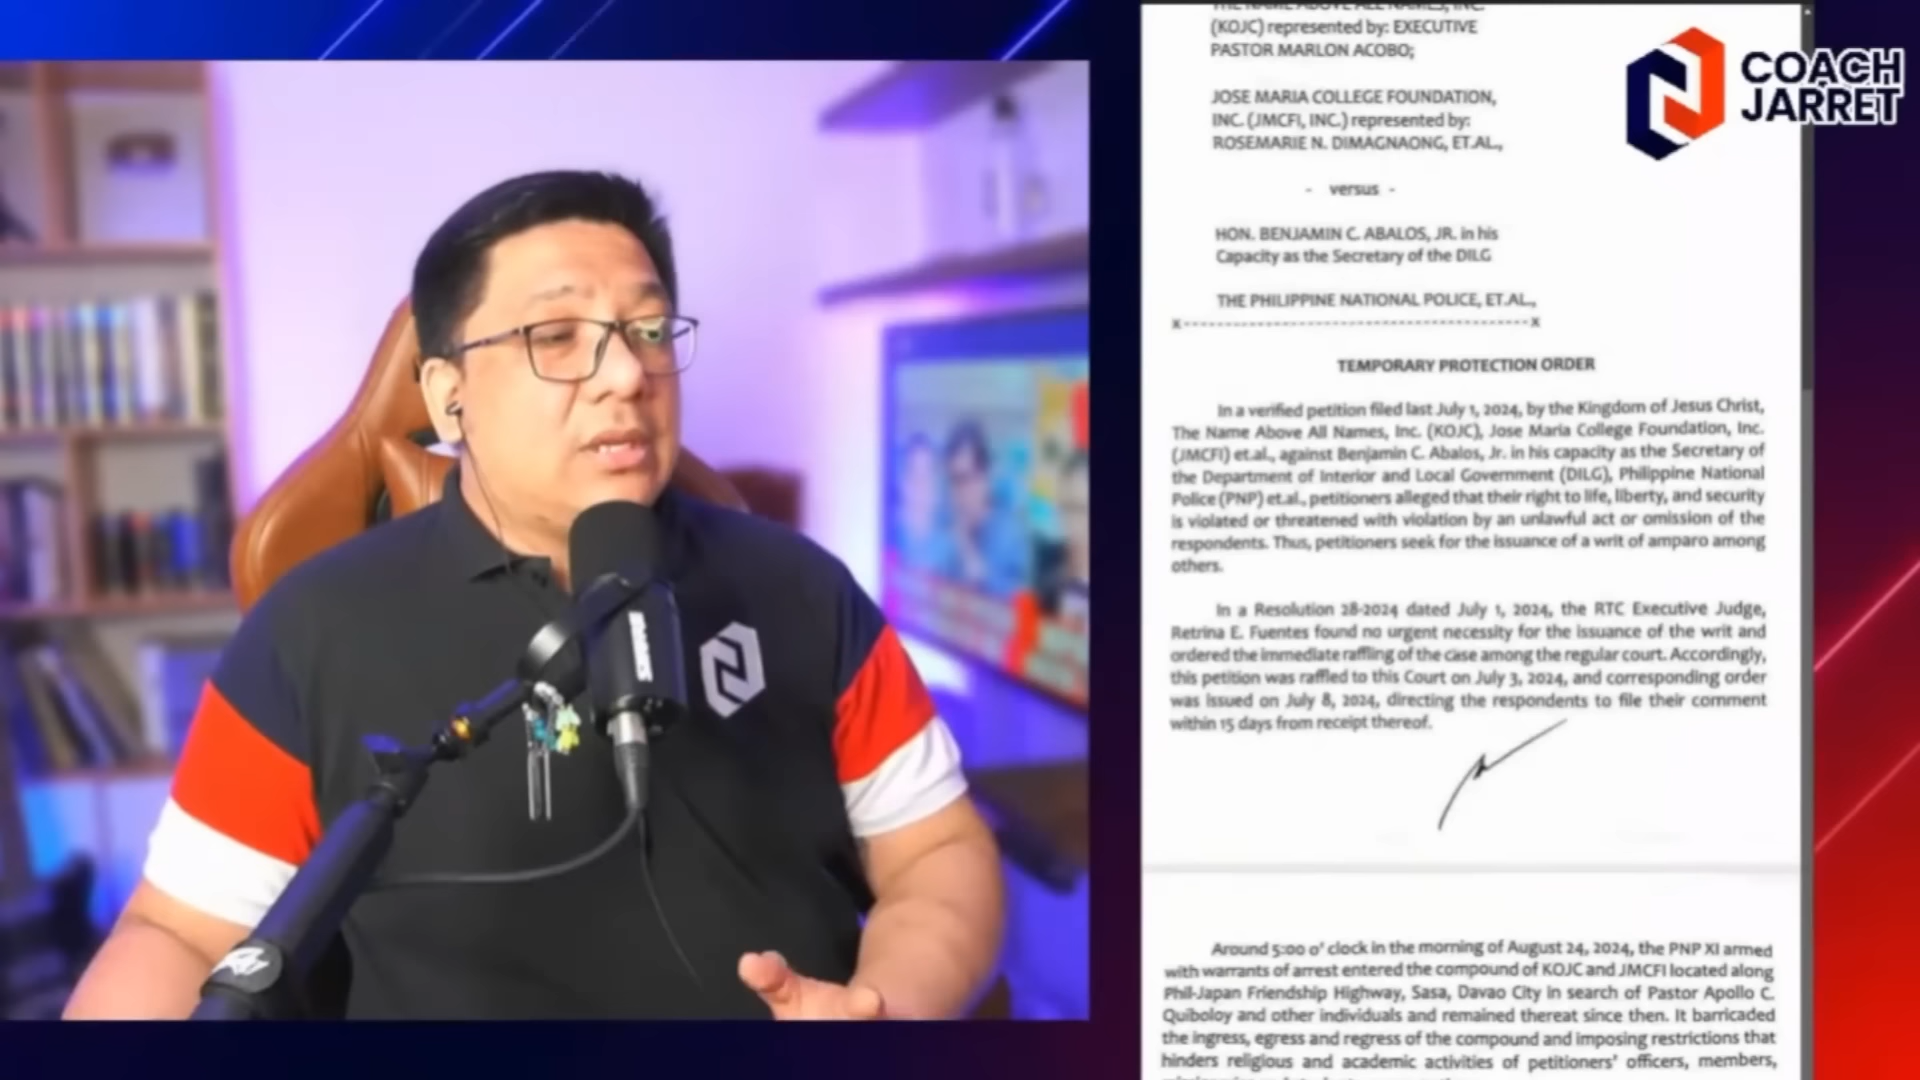 THE NAME ABOVE ALL NAMES, INC.
(KOJC) represented by: EXECUTIVE
PASTOR MARLON ACOBO;
JOSE MARIA COLLEGE FOUNDATION,
INC. (JMCFI, INC.) represented by:
ROSEMARIE N. DIMAGNAONG, ET.AL.,
- versus -
HON. BENJAMIN C. ABALOS, JR. in his
Capacity as the Secretary of the DILG
THE PHILIPPINE NATIONAL POLICE, ET.AL.,
x-----------------------------------------x
TEMPORARY PROTECTION ORDER
In a verified petition filed last July 1, 2024, by the Kingdom of Jesus Christ,
The Name Above All Names, Inc. (KOJC), Jose Maria College Foundation, Inc.
(JMCFI) et.al., against Benjamin C. Abalos, Jr. in his capacity as the Secretary of
the Department of Interior and Local Government (DILG), Philippine National
Police (PNP) et.al., petitioners alleged that their right to life, liberty, and security
is violated or threatened with violation by an unlawful act or omission of the
respondents. Thus, petitioners seek for the issuance of a writ of amparo among
others.
In a Resolution 28-2024 dated July 1, 2024, the RTC Executive Judge,
Retrina E. Fuentes found no urgent necessity for the issuance of the writ and
ordered the immediate raffling of the case among the regular court. Accordingly,
this petition was raffled to this Court on July 3, 2024, and corresponding order
was issued on July 8, 2024, directing the respondents to file their comment
within 15 days from receipt thereof.
Around 5:00 o' clock in the morning of August 24, 2024, the PNP XI armed
with warrants of arrest entered the compound of KOJC and JMCFI located along
Phil-Japan Friendship Highway, Sasa, Davao City in search of Pastor Apollo C.
Quiboloy and other individuals and remained thereat since then. It barricaded
the ingress, egress and regress of the compound and imposing restrictions that
hinders religious and academic activities of petitioners' officers, members,
COACH
JARRET